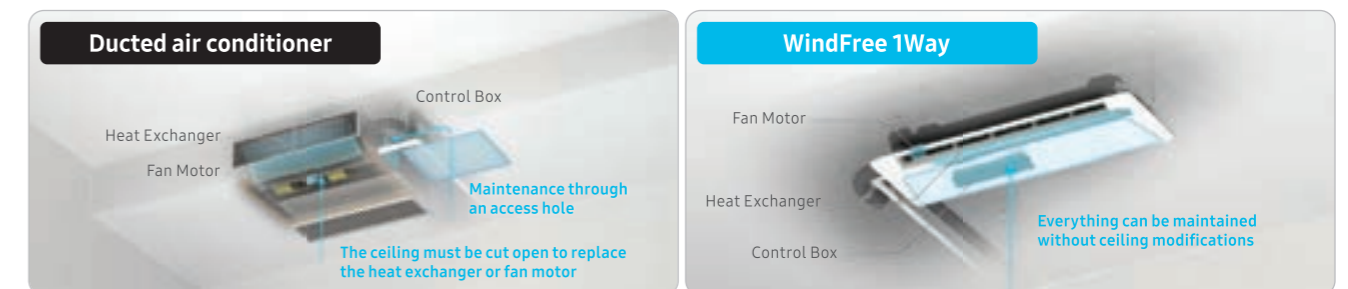 Ducted air conditioner
Control Box
Heat Exchanger
Fan Motor
Maintenance through
an access hole
The ceiling must be cut open to replace
the heat exchanger or fan motor
WindFree 1Way
Fan Motor
Heat Exchanger
Control Box
Everything can be maintained
without ceiling modifications